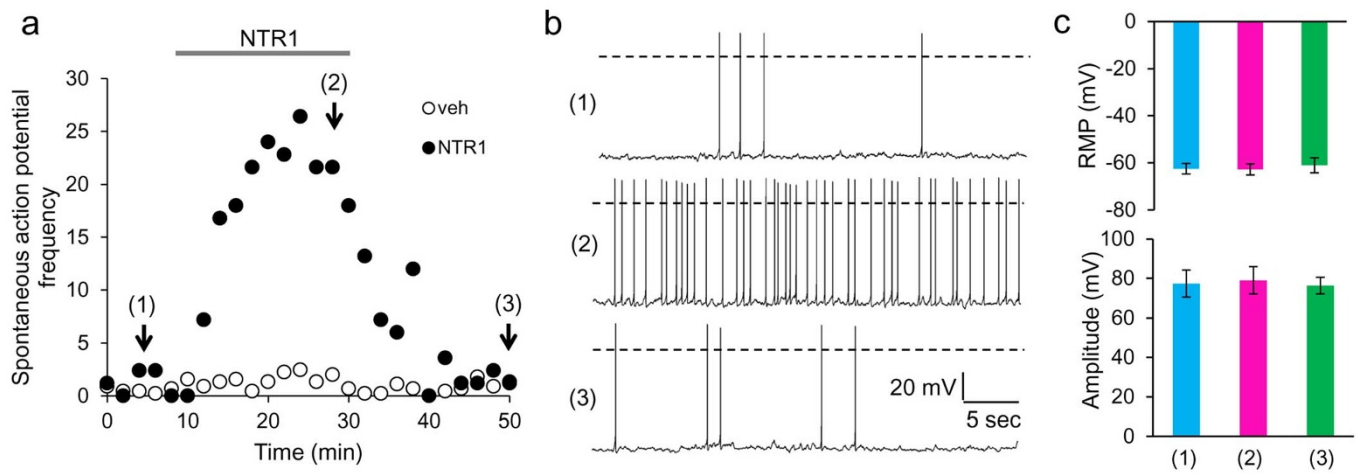 a
NTR1
Spontaneous action potential
frequency
30
25
20
15
10
5
0
(1)
(2)
(3)
veh
NTR1
0
10
20
30
40
50
Time (min)
b
(1)
(2)
(3)
20 mV
5 sec
c
RMP (mV)
0
-20
-40
-60
-80
Amplitude (mV)
100
80
60
40
20
0
(1)
(2)
(3)